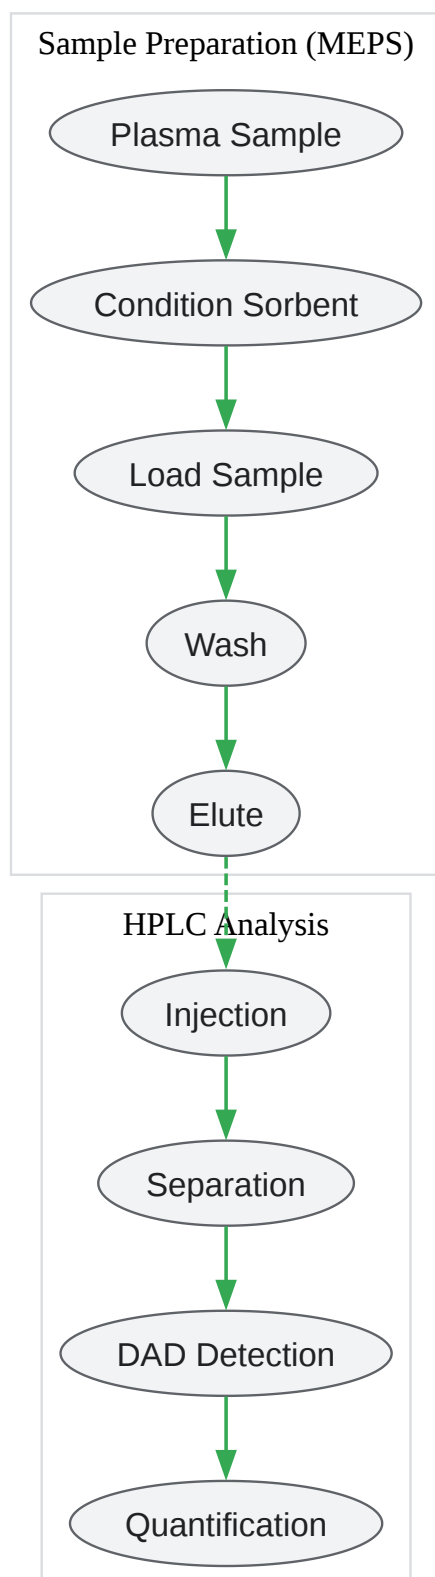 Sample Preparation (MEPS)
Plasma Sample
Condition Sorbent
Load Sample
Wash
Elute
HPLC Analysis
Injection
Separation
DAD Detection
Quantification